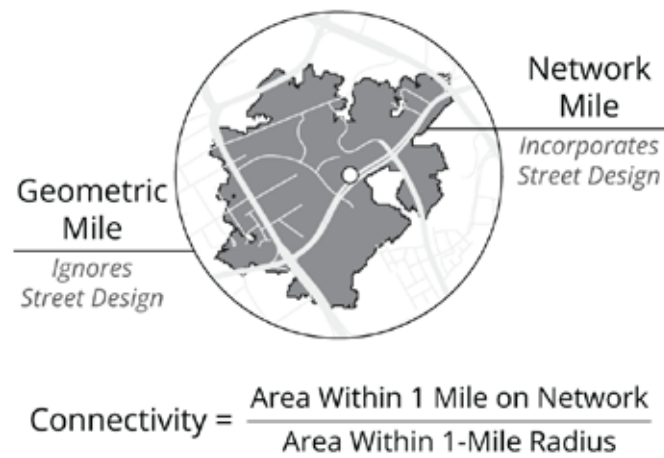 Network
Mile
Incorporates
Street Design
Geometric
Mile
Ignores
Street Design
Connectivity = Area Within 1 Mile on Network
Area Within 1-Mile Radius